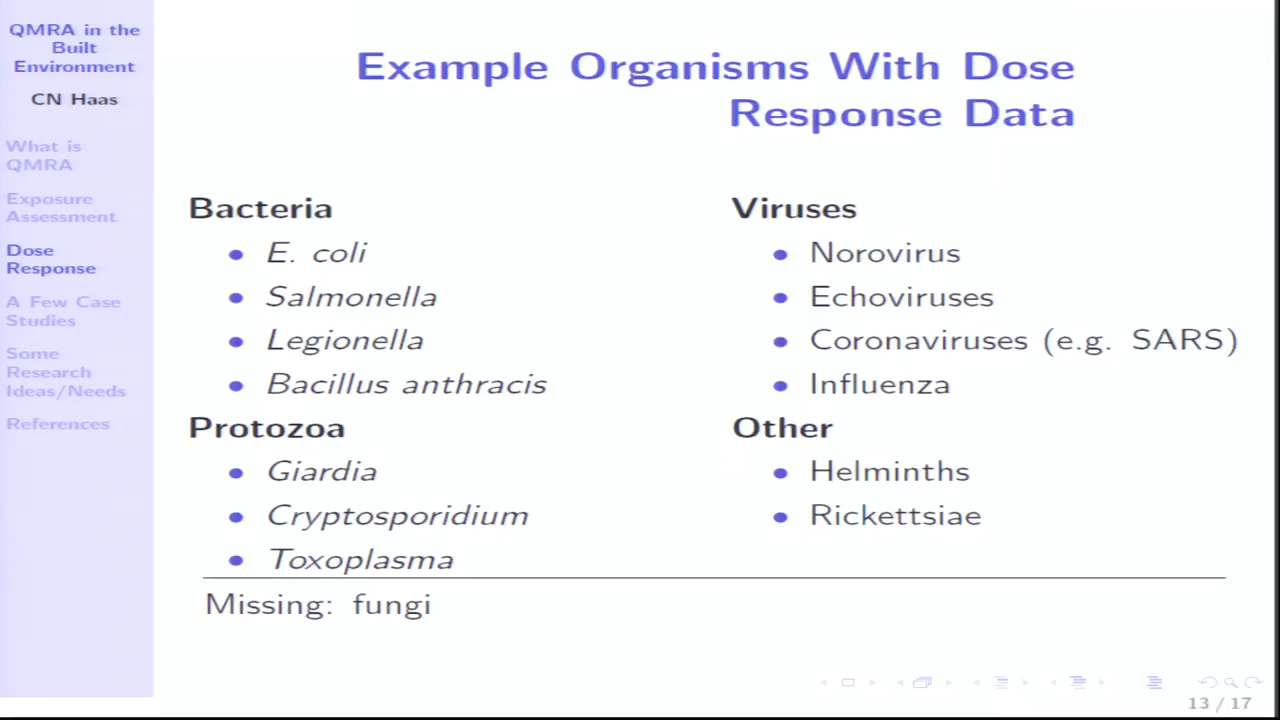 QMRA in the
Built
Environment
CN Haas
What is
QMRA
Exposure
Assessment
Dose
Response
A Few Case
Studies
Some
Research
Ideas/Needs
References
Example Organisms With Dose
Response Data
Bacteria
• E. coli
• Salmonella
• Legionella
• Bacillus anthracis
Protozoa
• Giardia
• Cryptosporidium
• Toxoplasma
Viruses
• Norovirus
• Echoviruses
• Coronaviruses (e.g. SARS)
• Influenza
Other
• Helminths
• Rickettsiae
Missing: fungi
13 / 17